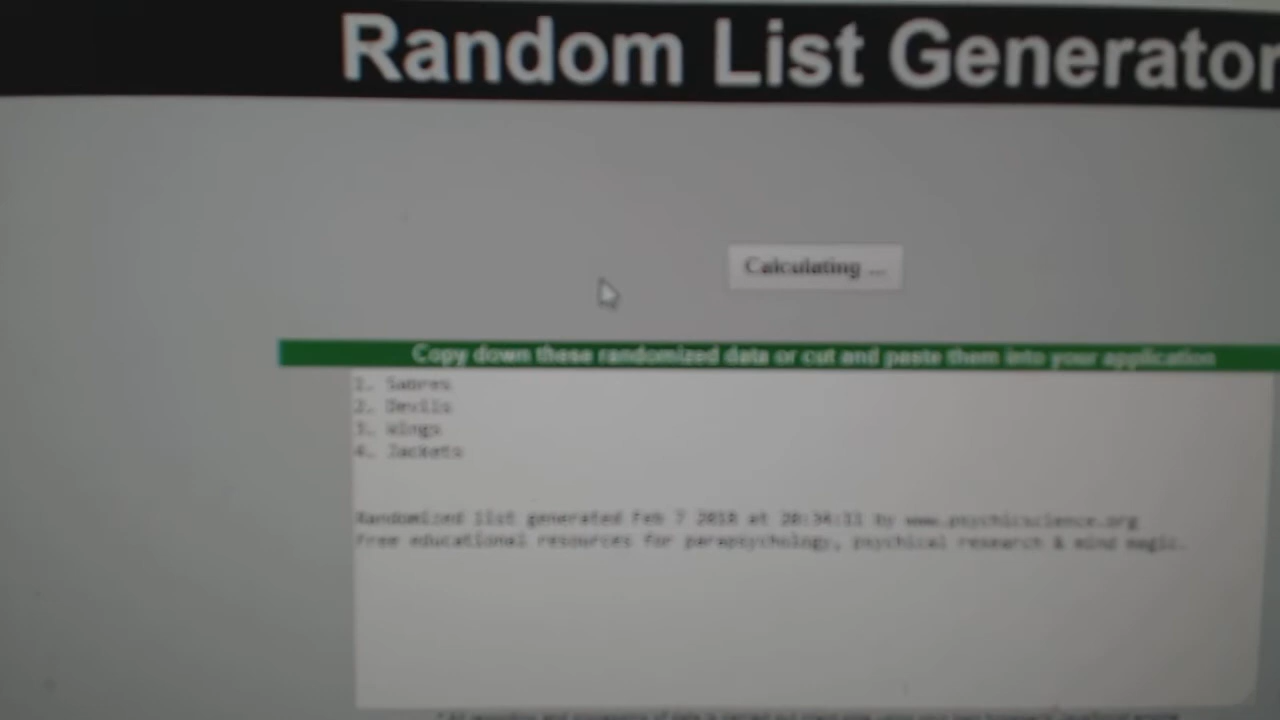 Random List Generator
Calculating ...
Copy down these randomized data or cut and paste them into your application
1. Sabres
2. Devils
3. Wings
4. Jackets
Randomized list generated Feb 7 2018 at 20:34:11 by www.psychicscience.org
Free educational resources for parapsychology, psychical research & mind magic.